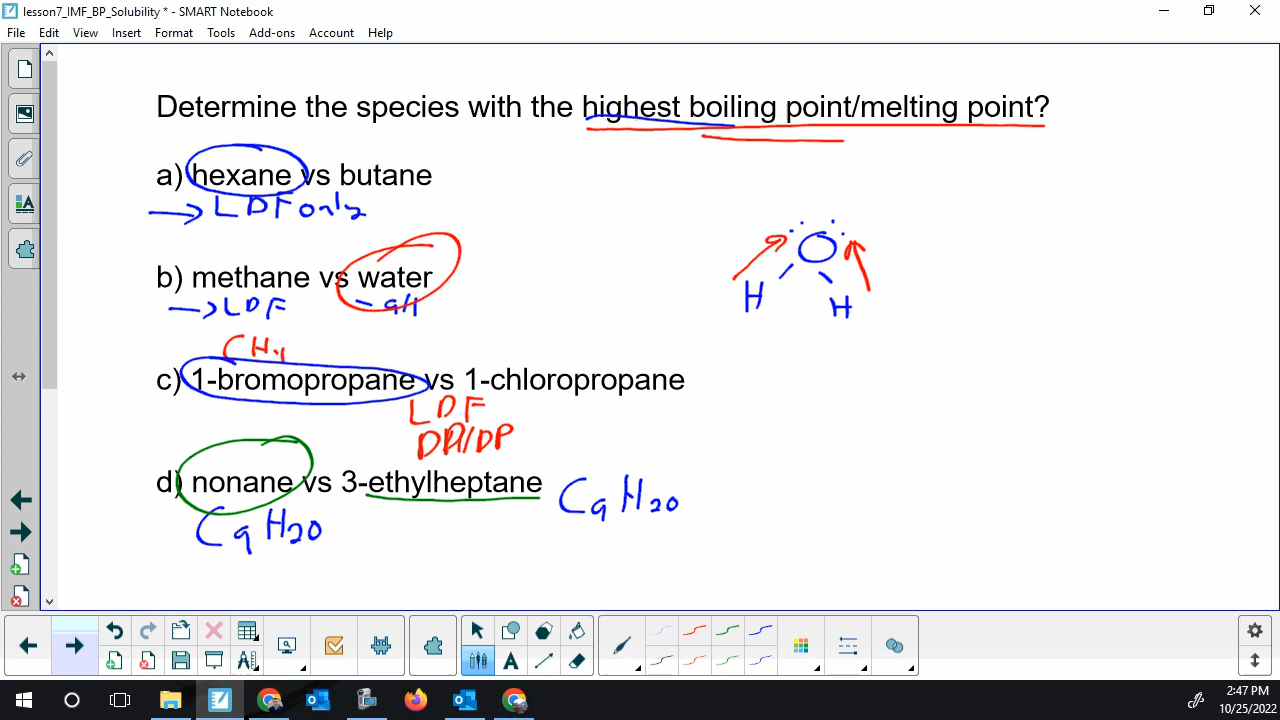 lesson7_IMF_BP_Solubility * - SMART Notebook
File Edit View Insert Format Tools Add-ons Account Help
Determine the species with the highest boiling point/melting point?
a) hexane vs butane
→ LDF only
b) methane vs water
→ LDF
CH4
O
H H
c) 1-bromopropane vs 1-chloropropane
LDF
DP/DP
d) nonane vs 3-ethylheptane
C9H20
C9H20
A
2:47 PM
10/25/2022